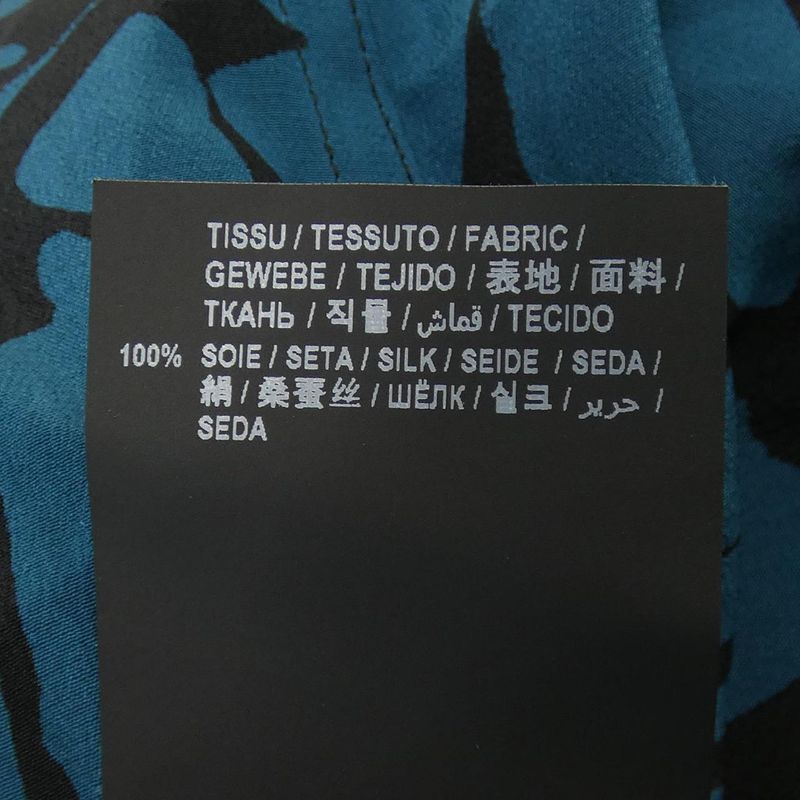 TISSU / TESSUTO / FABRIC /
GEWEBE / TEJIDO / 表地 / 面料 /
ТКАНЬ / 직물 / قماش / TECIDO
100% SOIE / SETA / SILK / SEIDE / SEDA /
絹 / 桑蚕丝 / ШЁЛК / 실크 / حرير /
SEDA